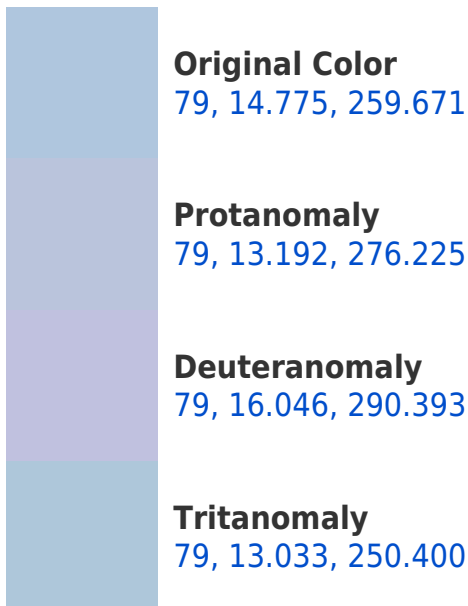 Original Color
79, 14.775, 259.671
Protanomaly
79, 13.192, 276.225
Deuteranomaly
79, 16.046, 290.393
Tritanomaly
79, 13.033, 250.400